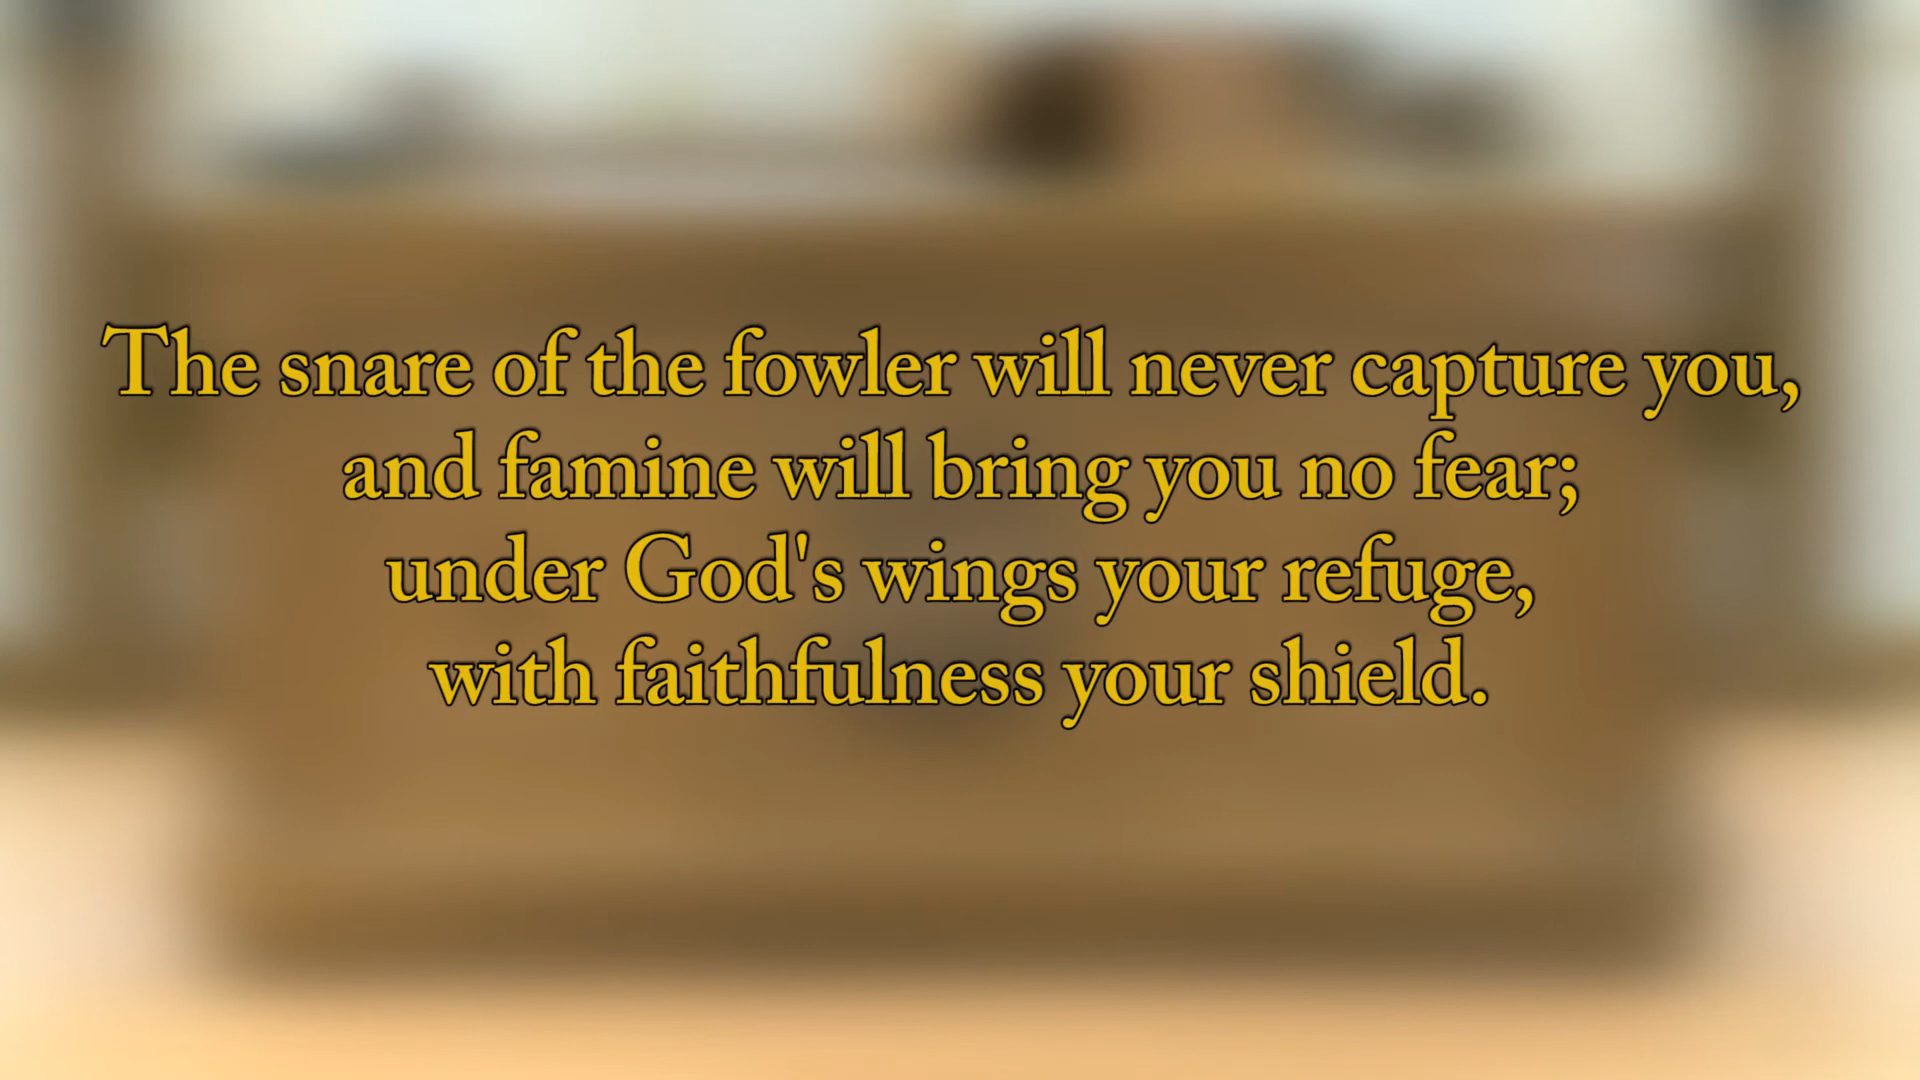 The snare of the fowler will never capture you,
and famine will bring you no fear;
under God's wings your refuge,
with faithfulness your shield.